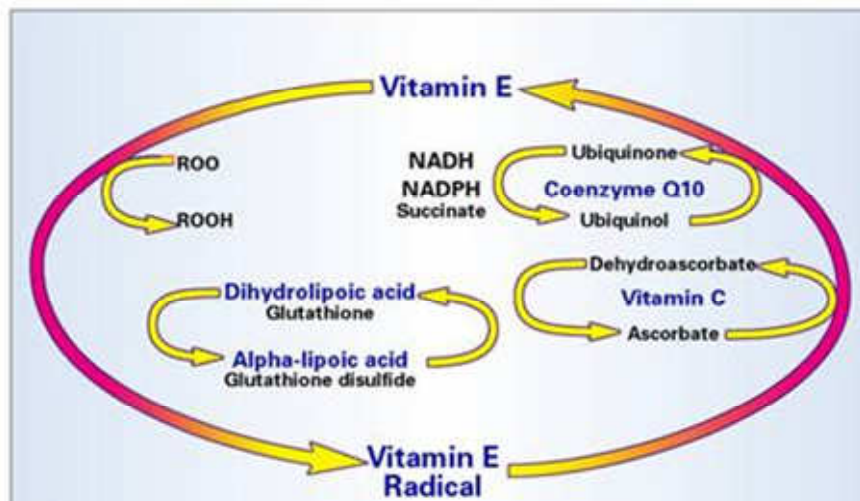 Vitamin E
ROO
ROOH
NADH
NADPH
Succinate
Ubiquinone
Coenzyme Q10
Ubiquinol
Dehydroascorbate
Vitamin C
Ascorbate
Dihydrolipoic acid
Glutathione
Alpha-lipoic acid
Glutathione disulfide
Vitamin E
Radical